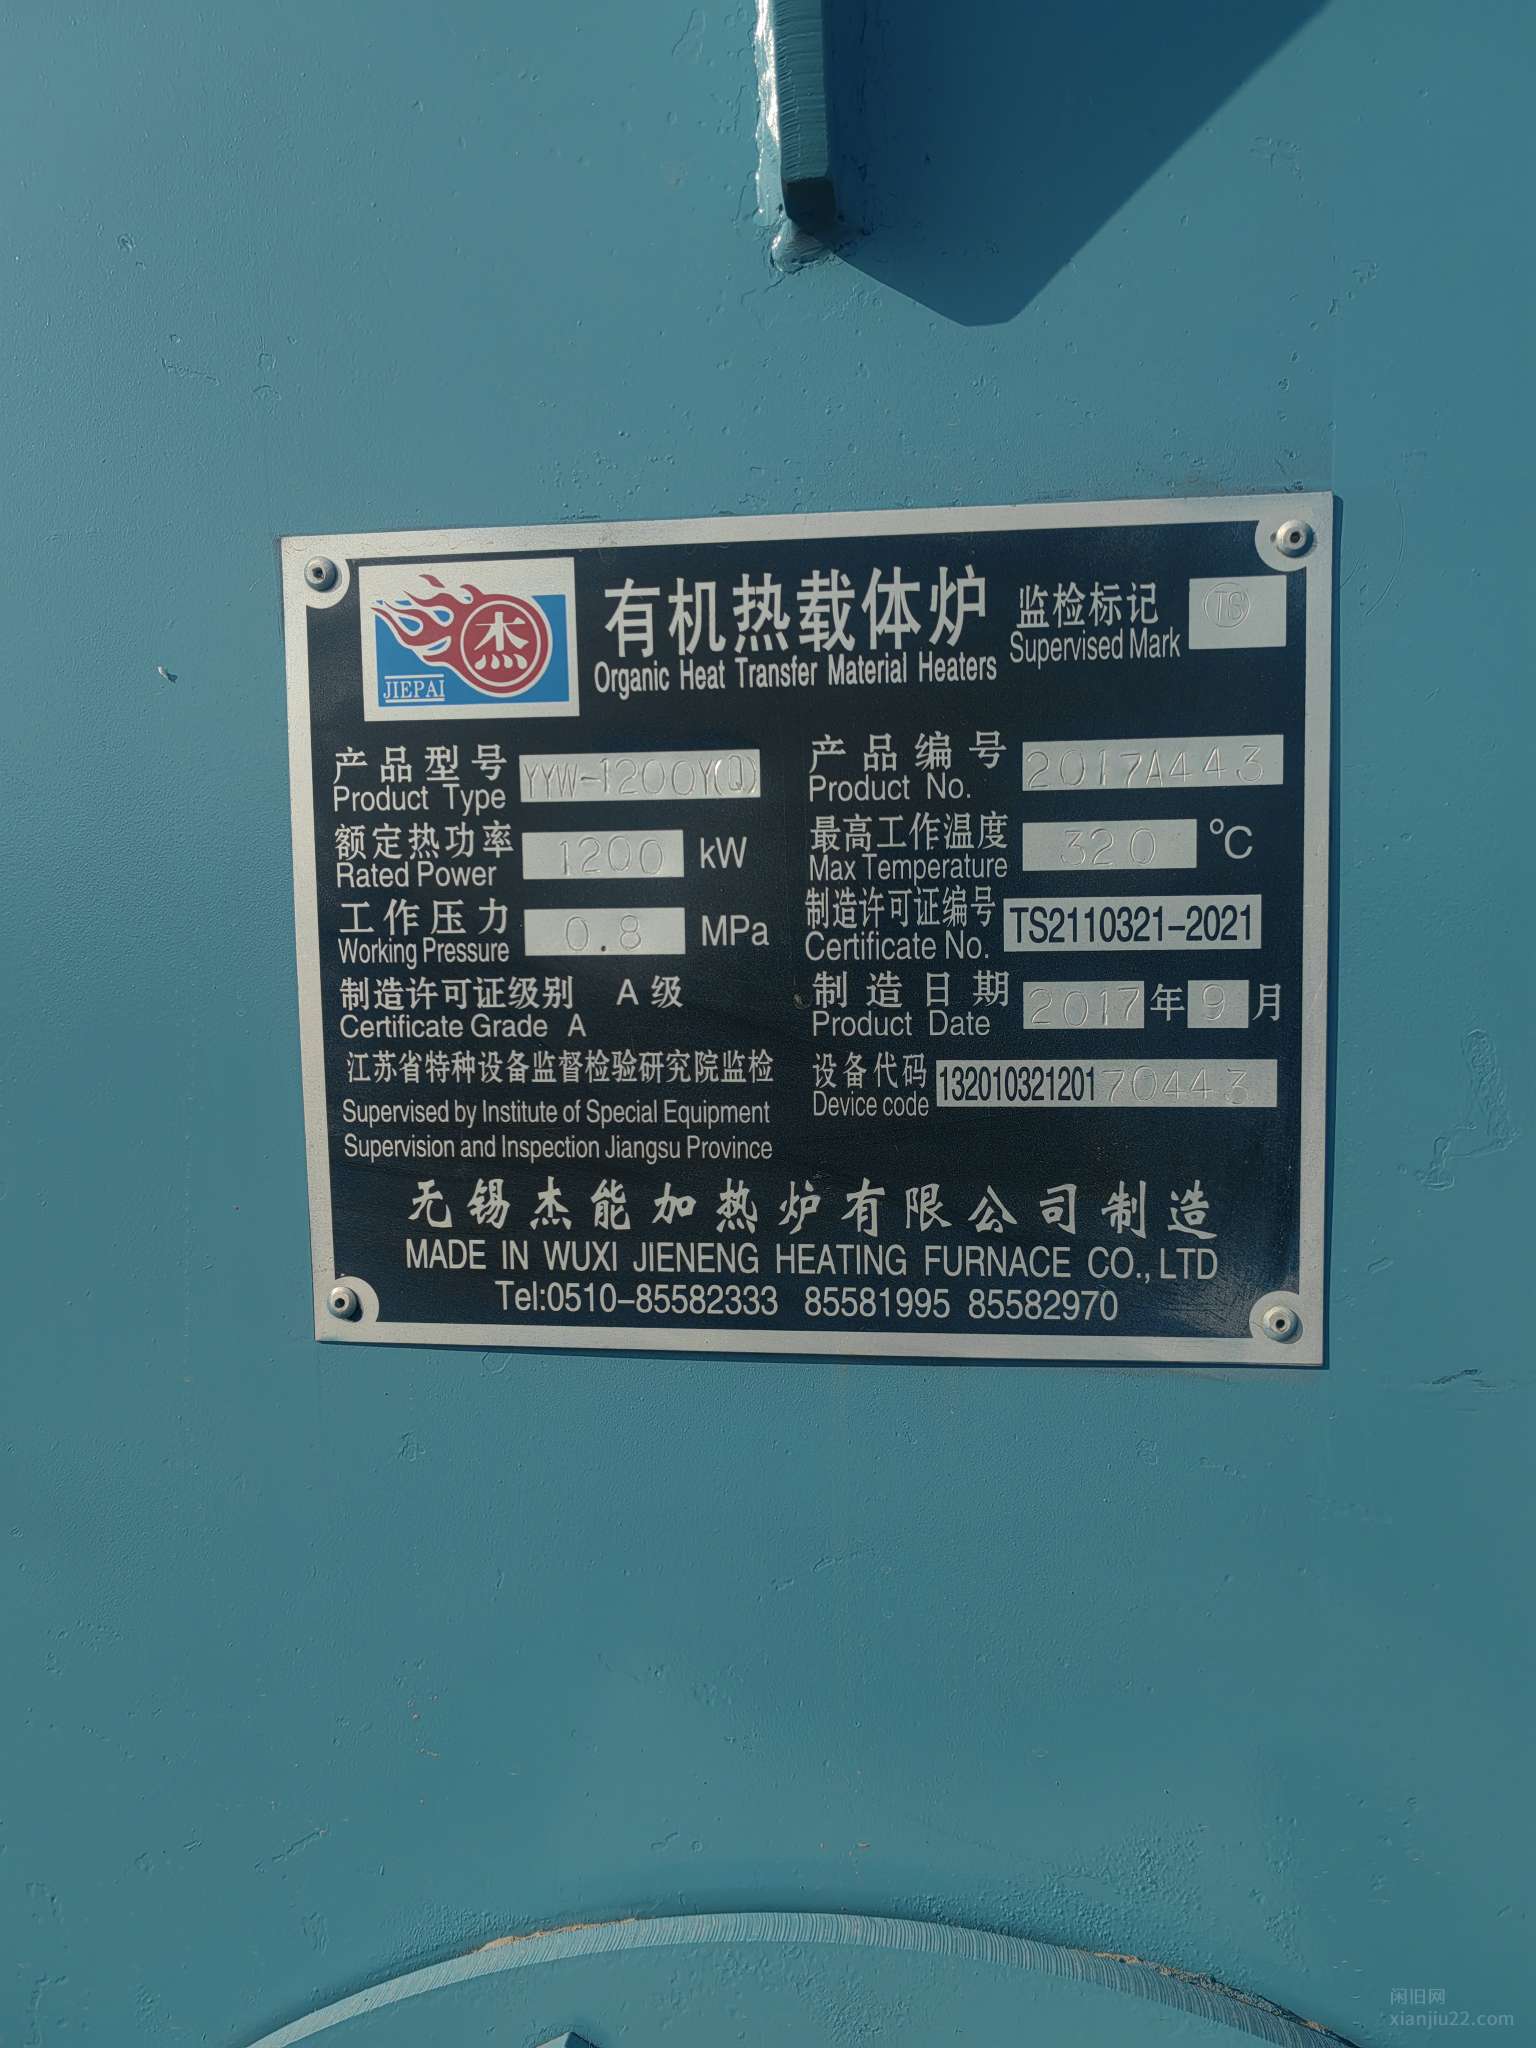 杰
JIEPAI
有机热载体炉
Organic Heat Transfer Material Heaters
监检标记
Supervised Mark
TS
产品型号 YYW-1200Y(Q)
Product Type
产品编号 2017A443
Product No.
额定热功率 1200 kW
Rated Power
最高工作温度 320 ℃
Max Temperature
工作压力 0.8 MPa
Working Pressure
制造许可证编号 TS2110321-2021
Certificate No.
制造许可证级别 A 级
Certificate Grade A
制造日期 2017 年 9 月
Product Date
江苏省特种设备监督检验研究院监检
Supervised by Institute of Special Equipment
Supervision and Inspection Jiangsu Province
设备代码 13201032120170443
Device code
无锡杰能加热炉有限公司制造
MADE IN WUXI JIENENG HEATING FURNACE CO., LTD
Tel:0510-85582333 85581995 85582970
闲旧网
xianjiu22.com